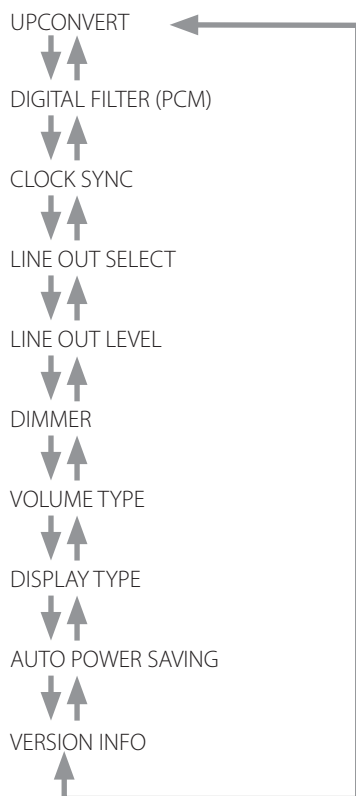 UPCONVERT
DIGITAL FILTER (PCM)
CLOCK SYNC
LINE OUT SELECT
LINE OUT LEVEL
DIMMER
VOLUME TYPE
DISPLAY TYPE
AUTO POWER SAVING
VERSION INFO